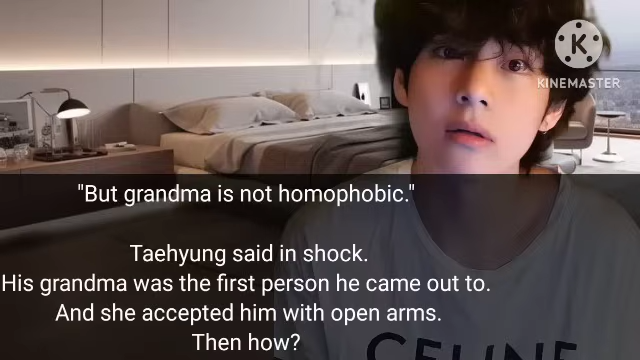 KINEMASTER
"But grandma is not homophobic."
Taehyung said in shock.
His grandma was the first person he came out to.
And she accepted him with open arms.
Then how?
CELINE